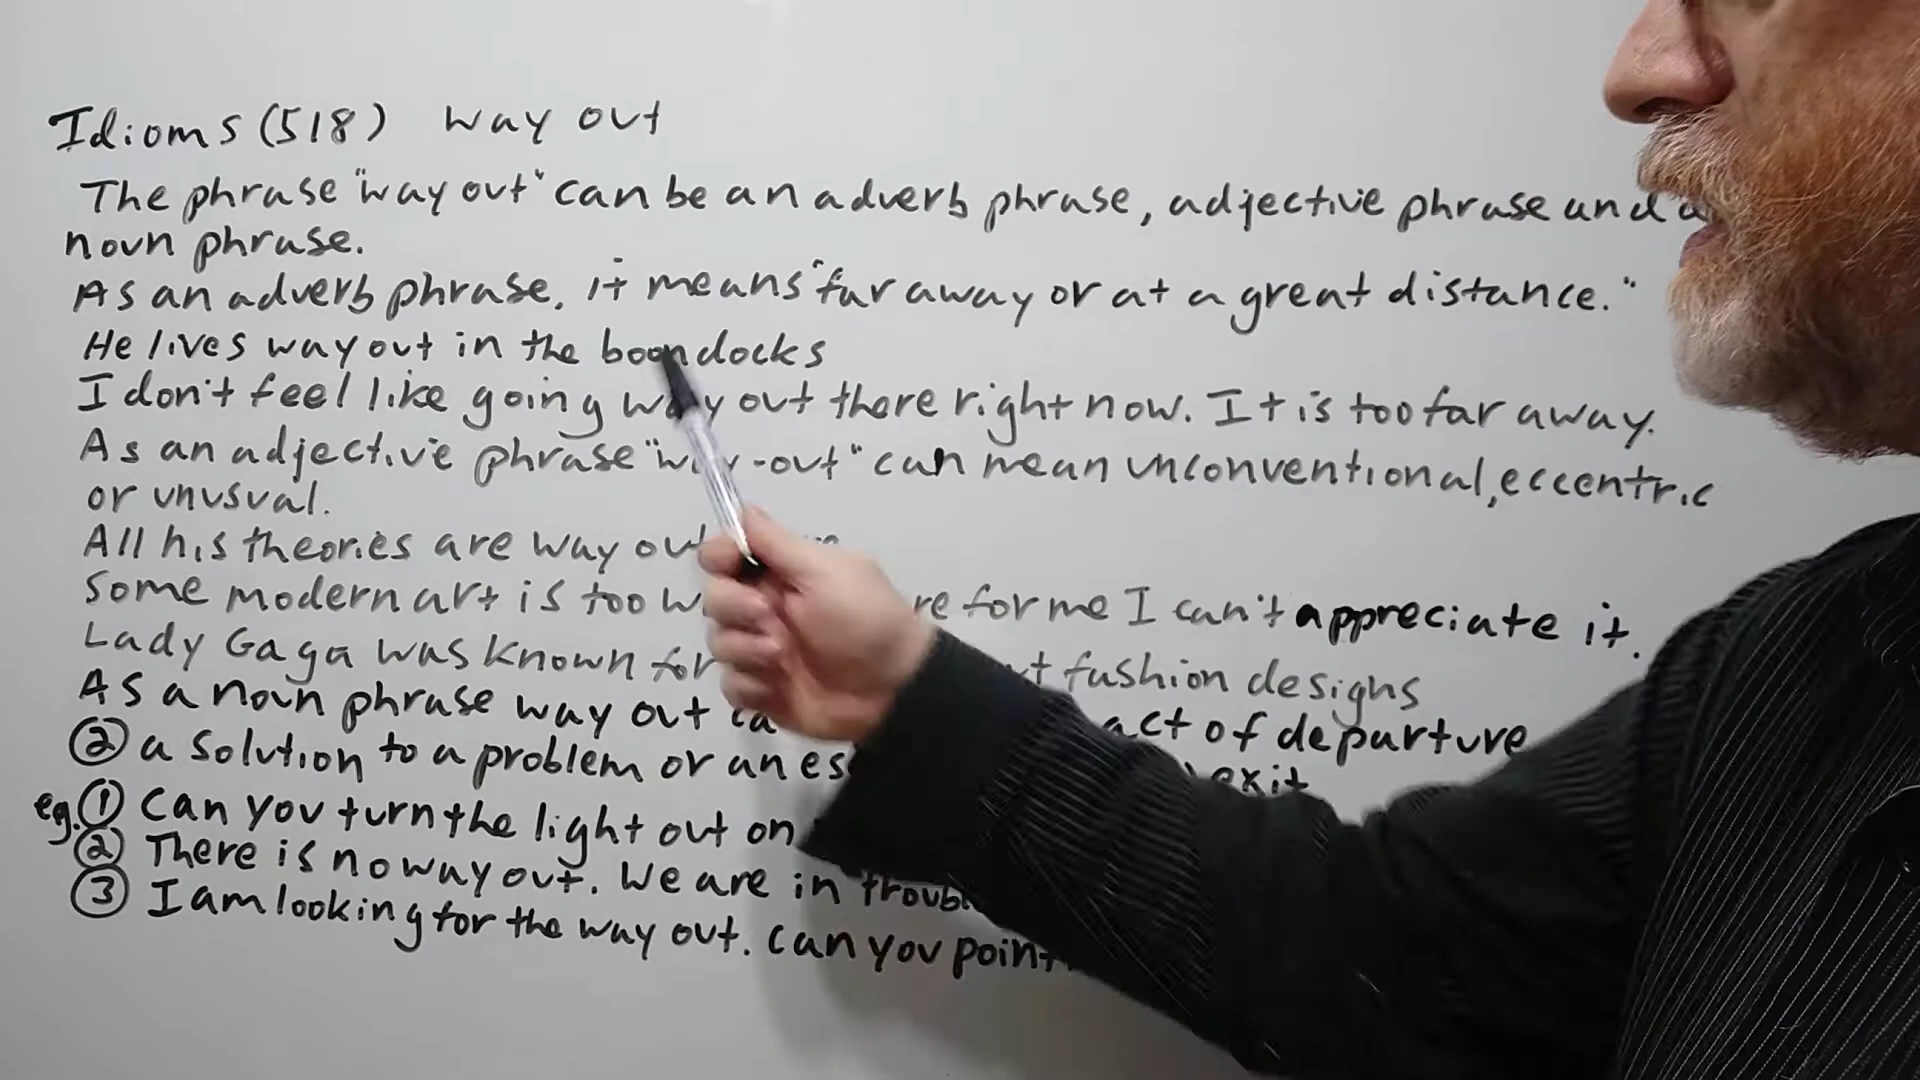 Idioms (518) way out
The phrase "way out" can be an adverb phrase, adjective phrase and a
noun phrase.
As an adverb phrase, it means "far away or at a great distance."
He lives way out in the boondocks
I don't feel like going way out there right now. It is too far away.
As an adjective phrase "way-out" can mean unconventional, eccentric
or unusual.
All his theories are way out
Some modern art is too for me I can't appreciate it.
Lady Gaga was known for fashion designs
As a noun phrase way out act of departure
② a solution to a problem or an exit
eg. ① Can you turn the light out on
② There is no way out. We are in
③ I am looking for the way out. Can you point